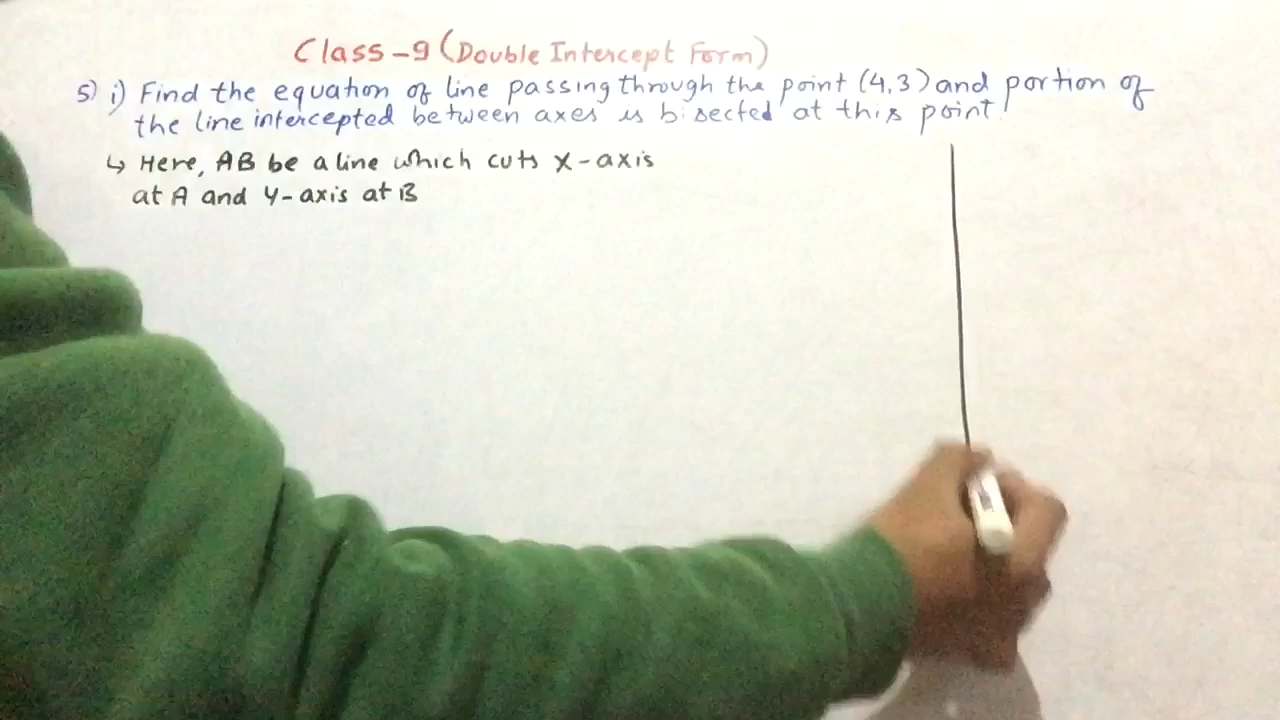 Class-9 (Double Intercept Form)
5) i) Find the equation of line passing through the point (4,3) and portion of
the line intercepted between axes is bisected at this point.
↳ Here, AB be a line which cuts X-axis
at A and Y-axis at B